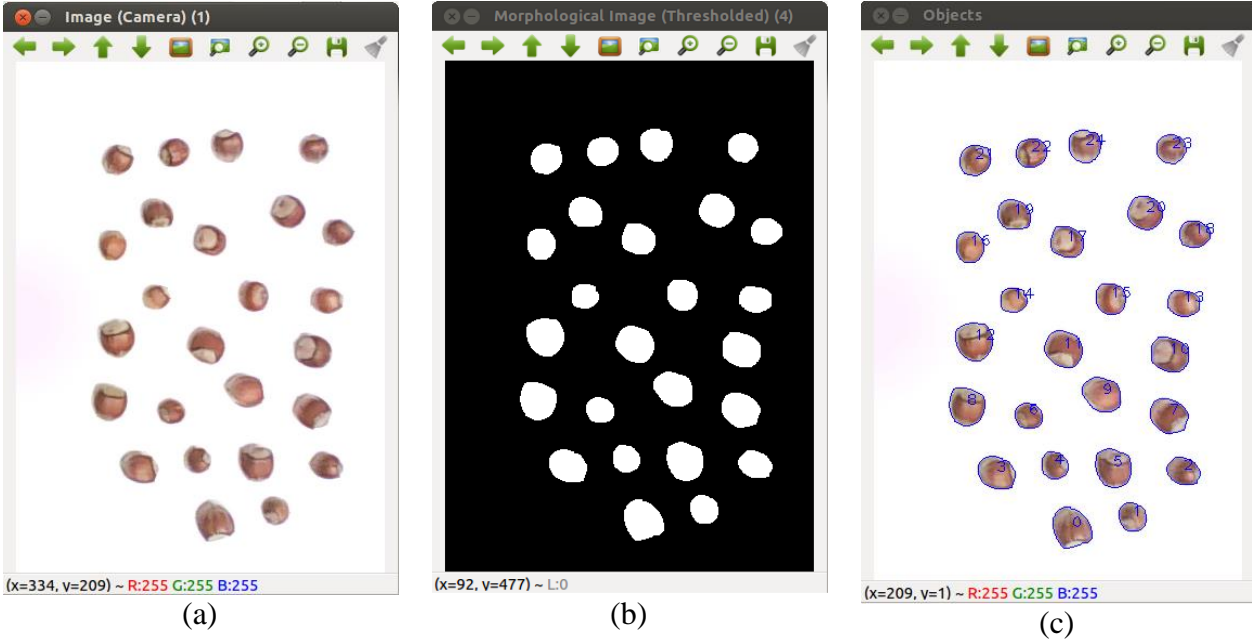 Image (Camera) (1)
Morphological Image (Thresholded) (4)
Objects
21 22 24 23
19 20
16 17 18
14 15 13
12 11 10
8 6 9 7
3 4 5 2
0 1
(x=334, y=209) ~ R:255 G:255 B:255
(x=92, y=477) ~ L:0
(x=209, y=1) ~ R:255 G:255 B:255
(a)
(b)
(c)